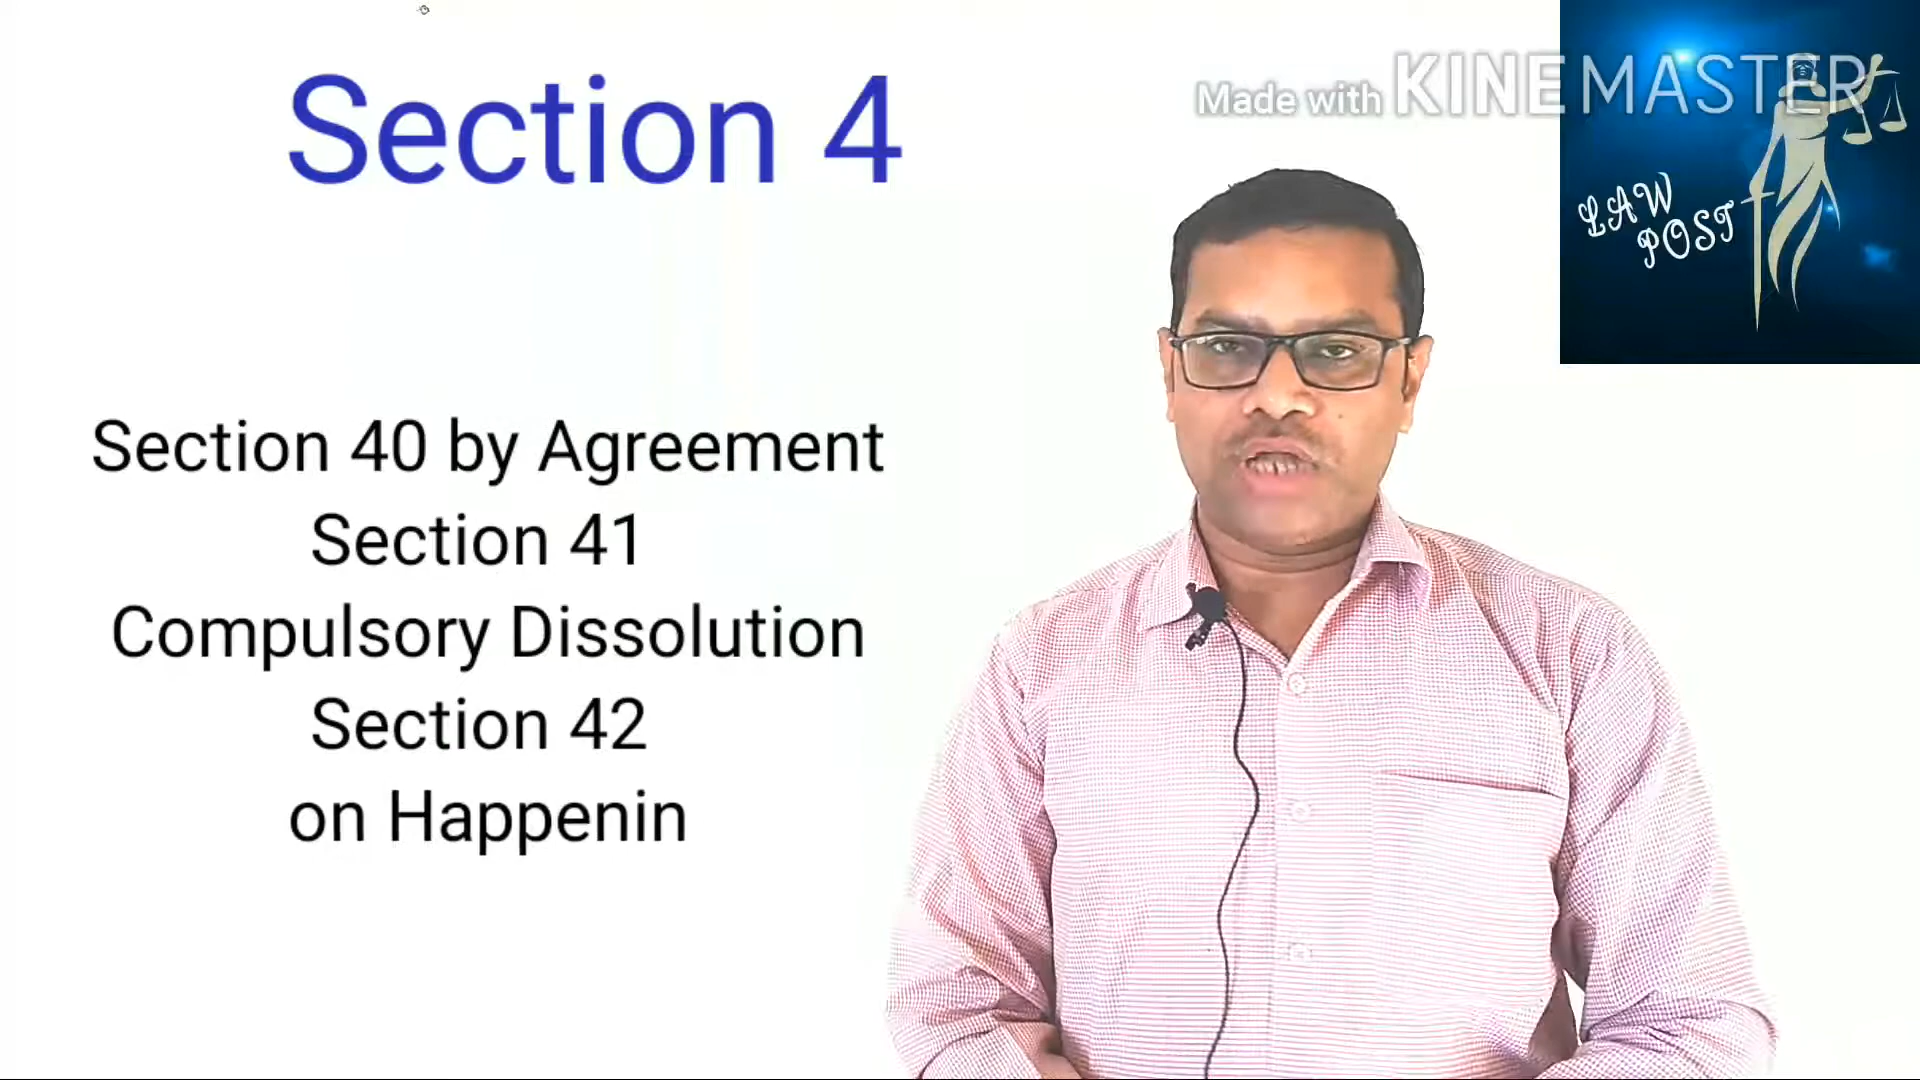 Section 4
Made with KINEMASTER
LAW
POST
Section 40 by Agreement
Section 41
Compulsory Dissolution
Section 42
on Happenin